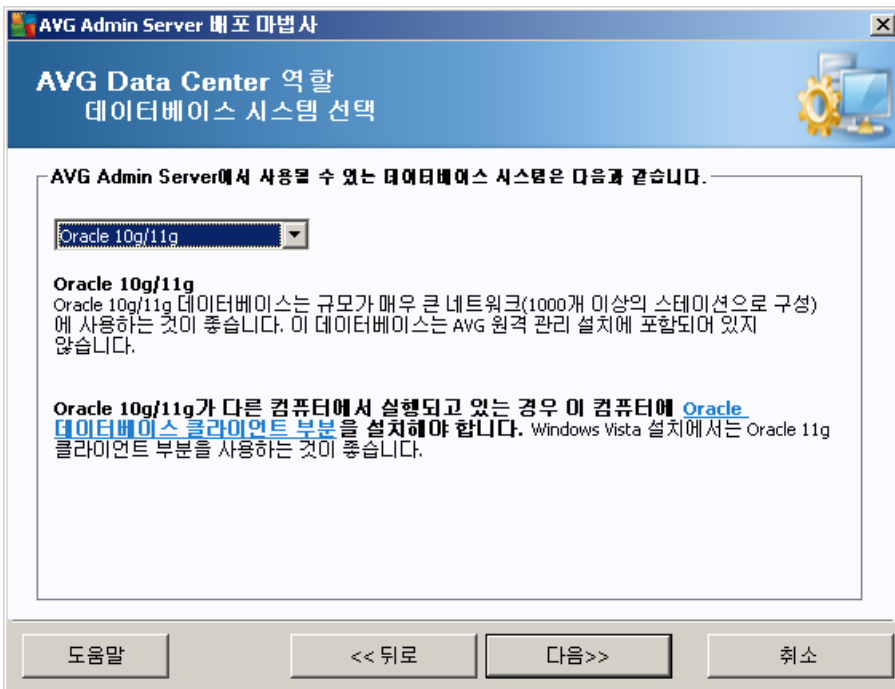 AVG Admin Server 배포 마법사
AVG Data Center 역할
데이터베이스 시스템 선택
AVG Admin Server에서 사용될 수 있는 데이터베이스 시스템은 다음과 같습니다.
Oracle 10g/11g
Oracle 10g/11g
Oracle 10g/11g 데이터베이스는 규모가 매우 큰 네트워크(1000개 이상의 스테이션으로 구성)
에 사용하는 것이 좋습니다. 이 데이터베이스는 AVG 원격 관리 설치에 포함되어 있지
않습니다.
Oracle 10g/11g가 다른 컴퓨터에서 실행되고 있는 경우 이 컴퓨터에 Oracle
데이터베이스 클라이언트 부분을 설치해야 합니다. Windows Vista 설치에서는 Oracle 11g
클라이언트 부분을 사용하는 것이 좋습니다.
도움말
<< 뒤로
다음>>
취소